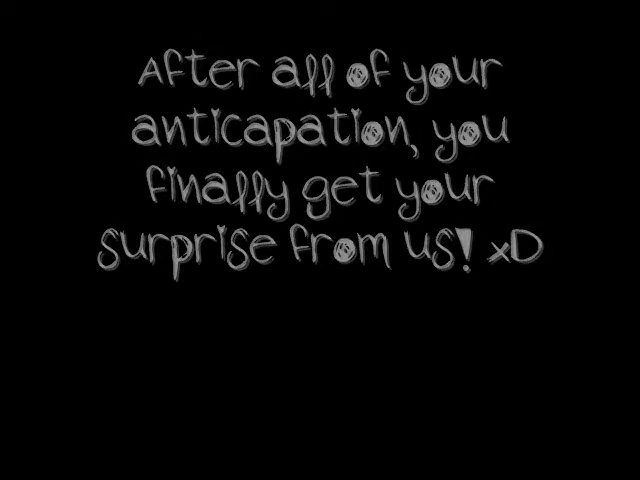 After all of your
anticapation, you
finally get your
surprise from us! xD